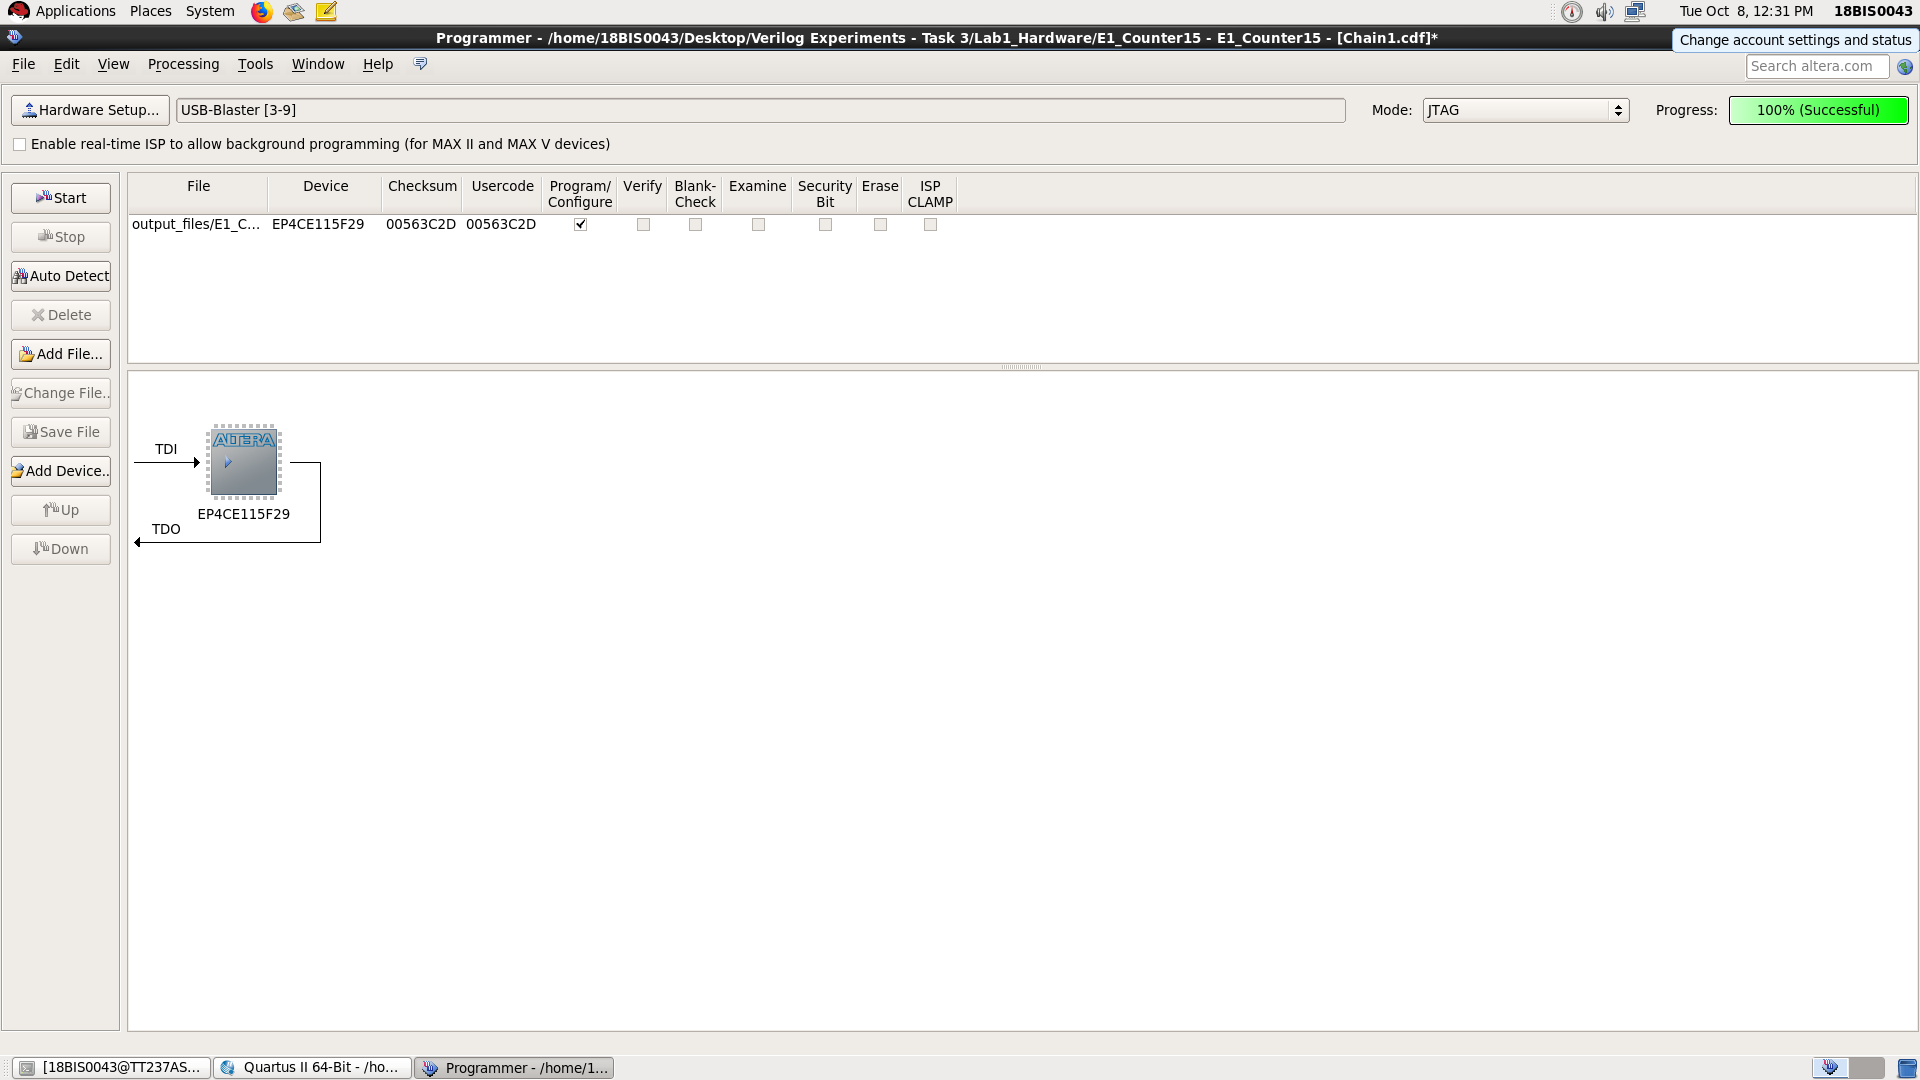 Applications Places System Tue Oct 8, 12:31 PM 18BIS0043
Programmer - /home/18BIS0043/Desktop/Verilog Experiments - Task 3/Lab1_Hardware/E1_Counter15 - E1_Counter15 - [Chain1.cdf]*
Change account settings and status
File Edit View Processing Tools Window Help Search altera.com
Hardware Setup... USB-Blaster [3-9] Mode: JTAG Progress: 100% (Successful)
Enable real-time ISP to allow background programming (for MAX II and MAX V devices)
Start
Stop
Auto Detect
Delete
Add File...
Change File..
Save File
Add Device..
Up
Down
File Device Checksum Usercode Program/ Verify Blank- Examine Security Erase ISP
Configure Check Bit CLAMP
output_files/E1_C... EP4CE115F29 00563C2D 00563C2D
ALTERA
TDI
EP4CE115F29
TDO
[18BIS0043@TT237AS... Quartus II 64-Bit - /ho... Programmer - /home/1...